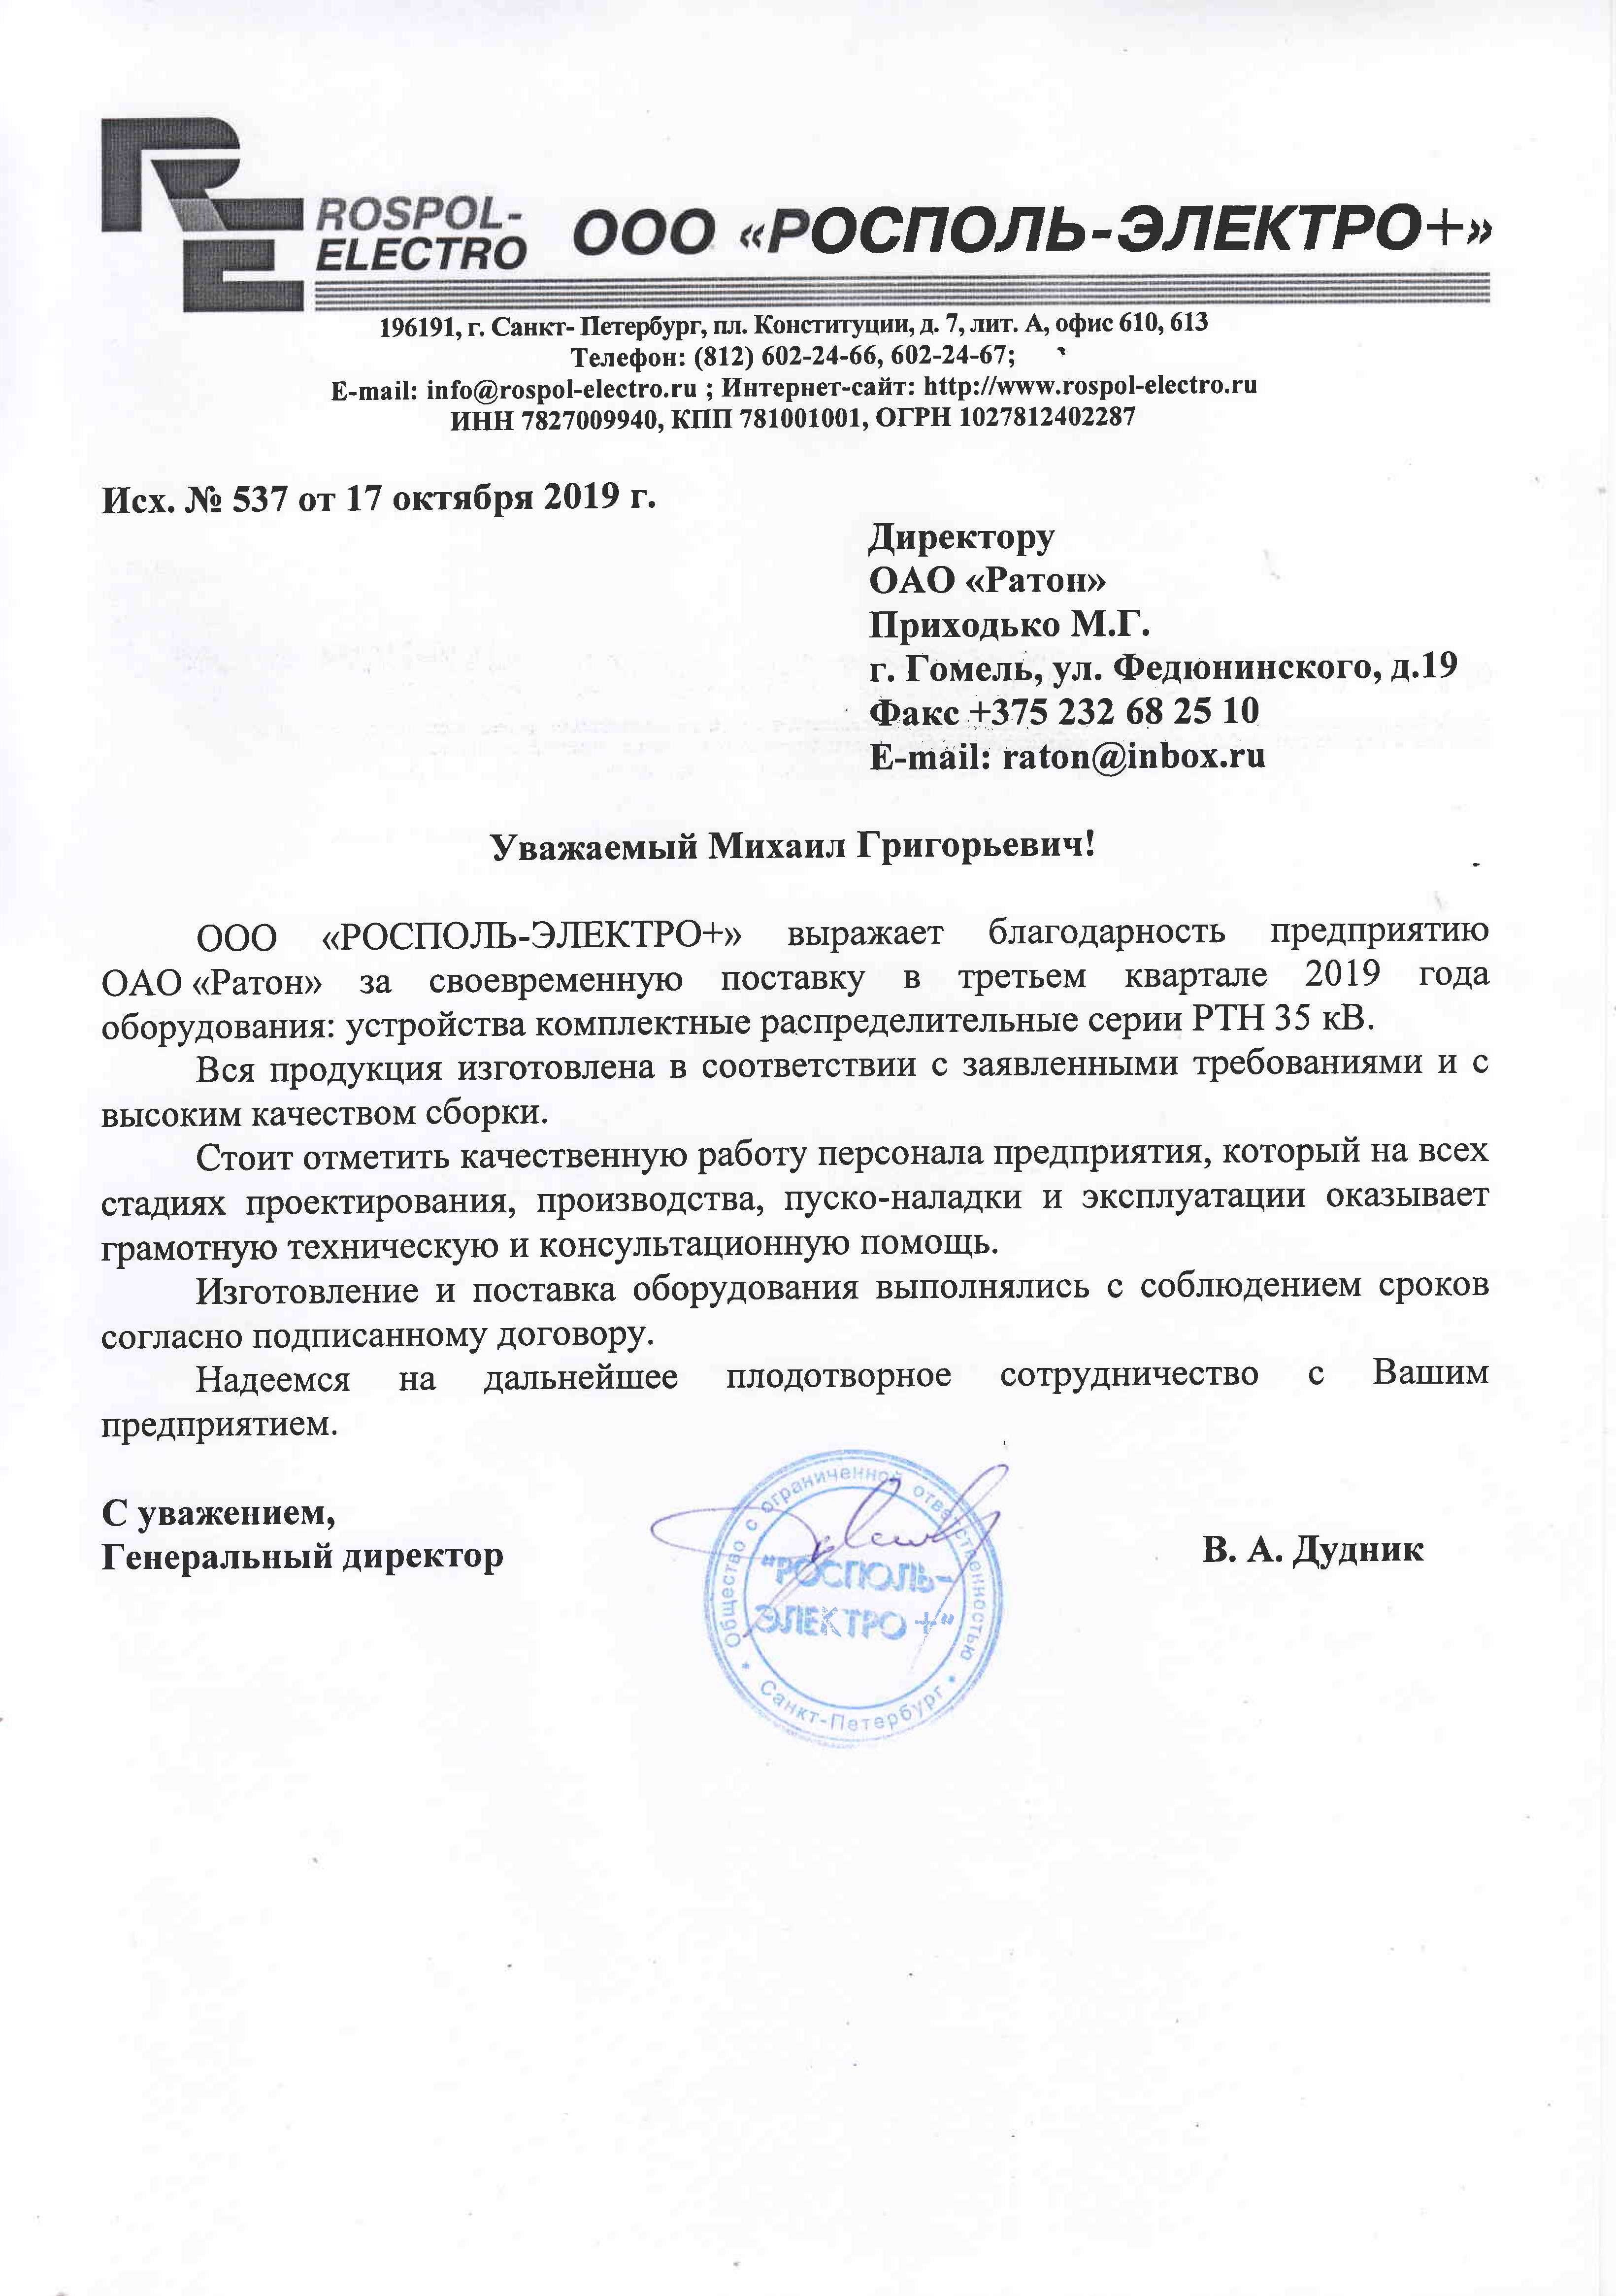 ROSPOL-
ELECTRO
ООО «РОСПОЛЬ-ЭЛЕКТРО+»
196191, г. Санкт- Петербург, пл. Конституции, д. 7, лит. А, офис 610, 613
Телефон: (812) 602-24-66, 602-24-67;
E-mail: info@rospol-electro.ru ; Интернет-сайт: http://www.rospol-electro.ru
ИНН 7827009940, КПП 781001001, ОГРН 1027812402287
Исх. № 537 от 17 октября 2019 г.
Директору
ОАО «Ратон»
Приходько М.Г.
г. Гомель, ул. Федюнинского, д.19
Факс +375 232 68 25 10
E-mail: raton@inbox.ru
Уважаемый Михаил Григорьевич!
ООО «РОСПОЛЬ-ЭЛЕКТРО+» выражает благодарность предприятию
ОАО «Ратон» за своевременную поставку в третьем квартале 2019 года
оборудования: устройства комплектные распределительные серии РТН 35 кВ.
Вся продукция изготовлена в соответствии с заявленными требованиями и с
высоким качеством сборки.
Стоит отметить качественную работу персонала предприятия, который на всех
стадиях проектирования, производства, пуско-наладки и эксплуатации оказывает
грамотную техническую и консультационную помощь.
Изготовление и поставка оборудования выполнялись с соблюдением сроков
согласно подписанному договору.
Надеемся на дальнейшее плодотворное сотрудничество с Вашим
предприятием.
С уважением,
Генеральный директор
В. А. Дудник
Общество с ограниченной ответственностью
"РОСПОЛЬ-
ЭЛЕКТРО +"
• Санкт-Петербург •